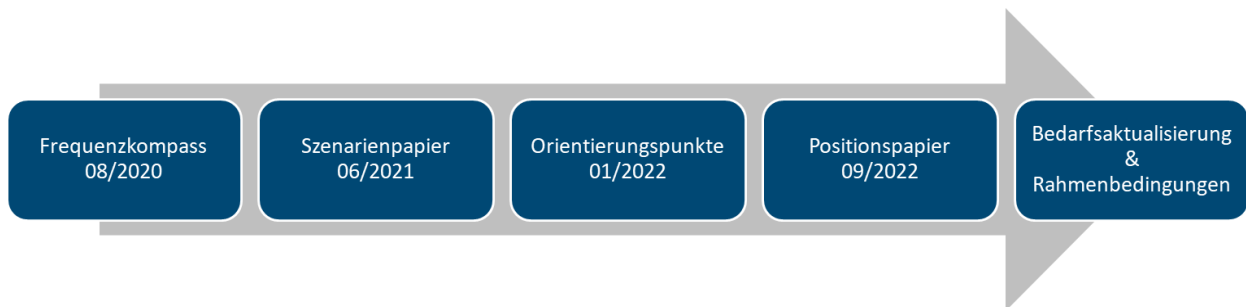 Frequenzkompass
08/2020
Szenarienpapier
06/2021
Orientierungspunkte
01/2022
Positionspapier
09/2022
Bedarfsaktualisierung
&
Rahmenbedingungen